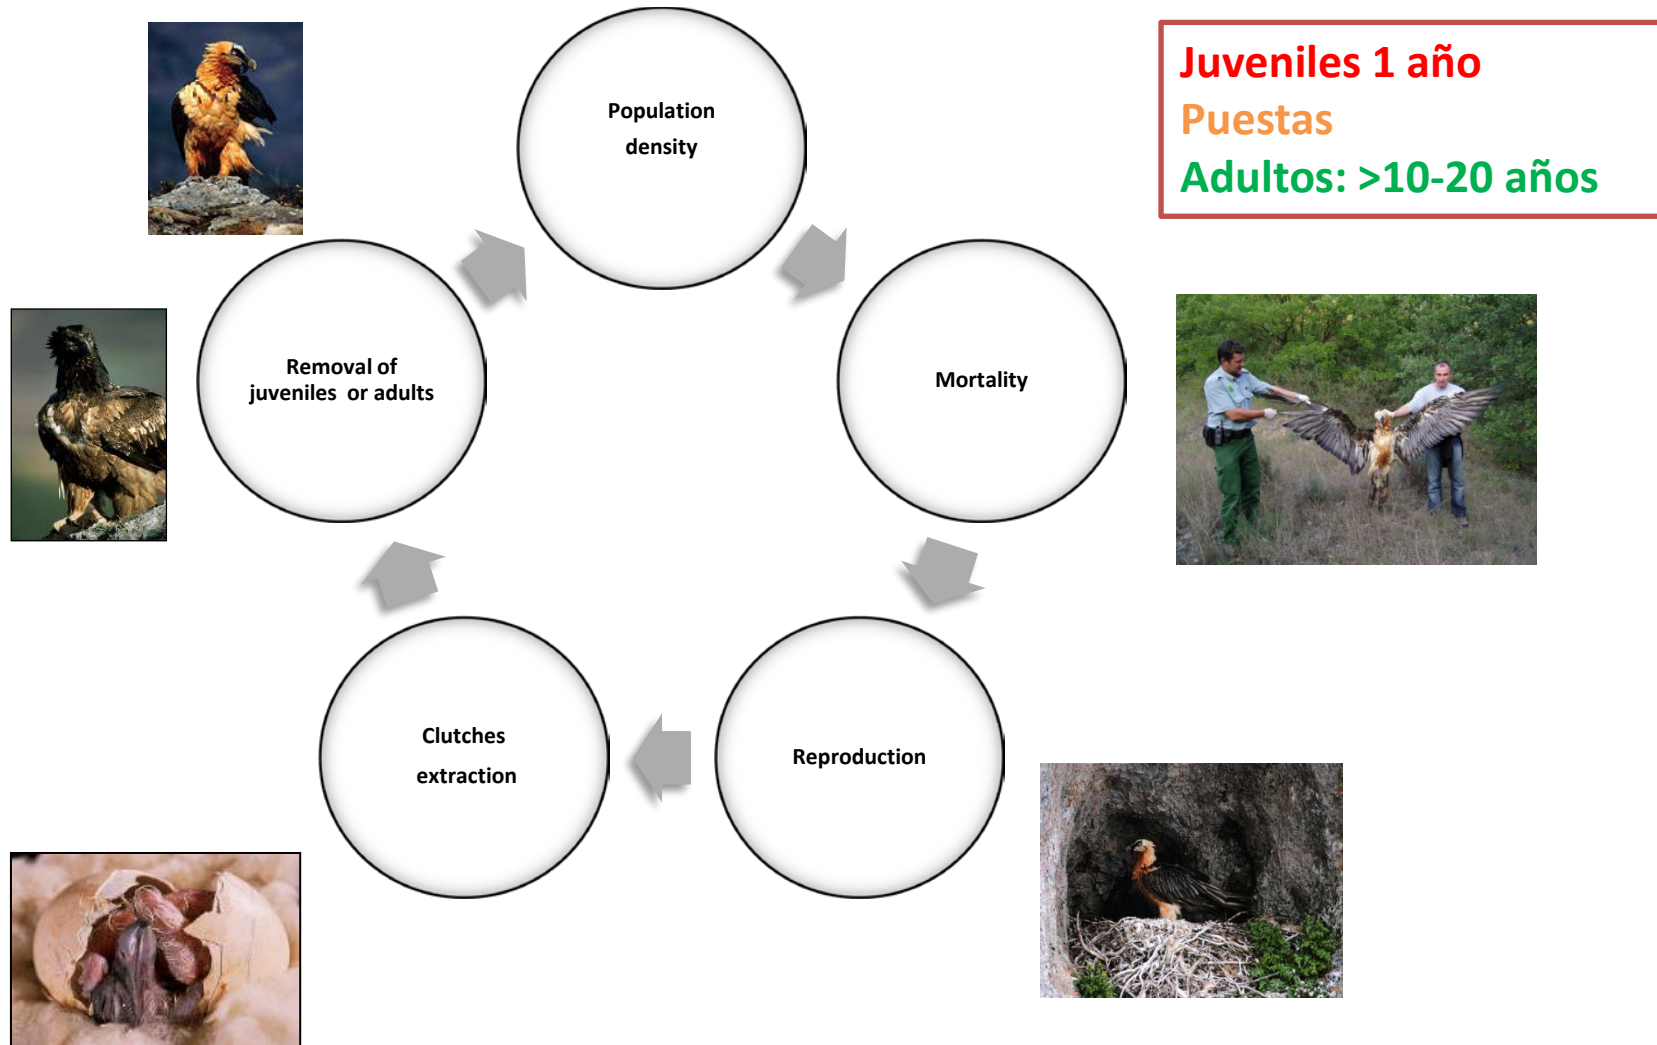 Population
density
Juveniles 1 año
Puestas
Adultos: >10-20 años
Removal of
juveniles or adults
Mortality
Clutches
extraction
Reproduction